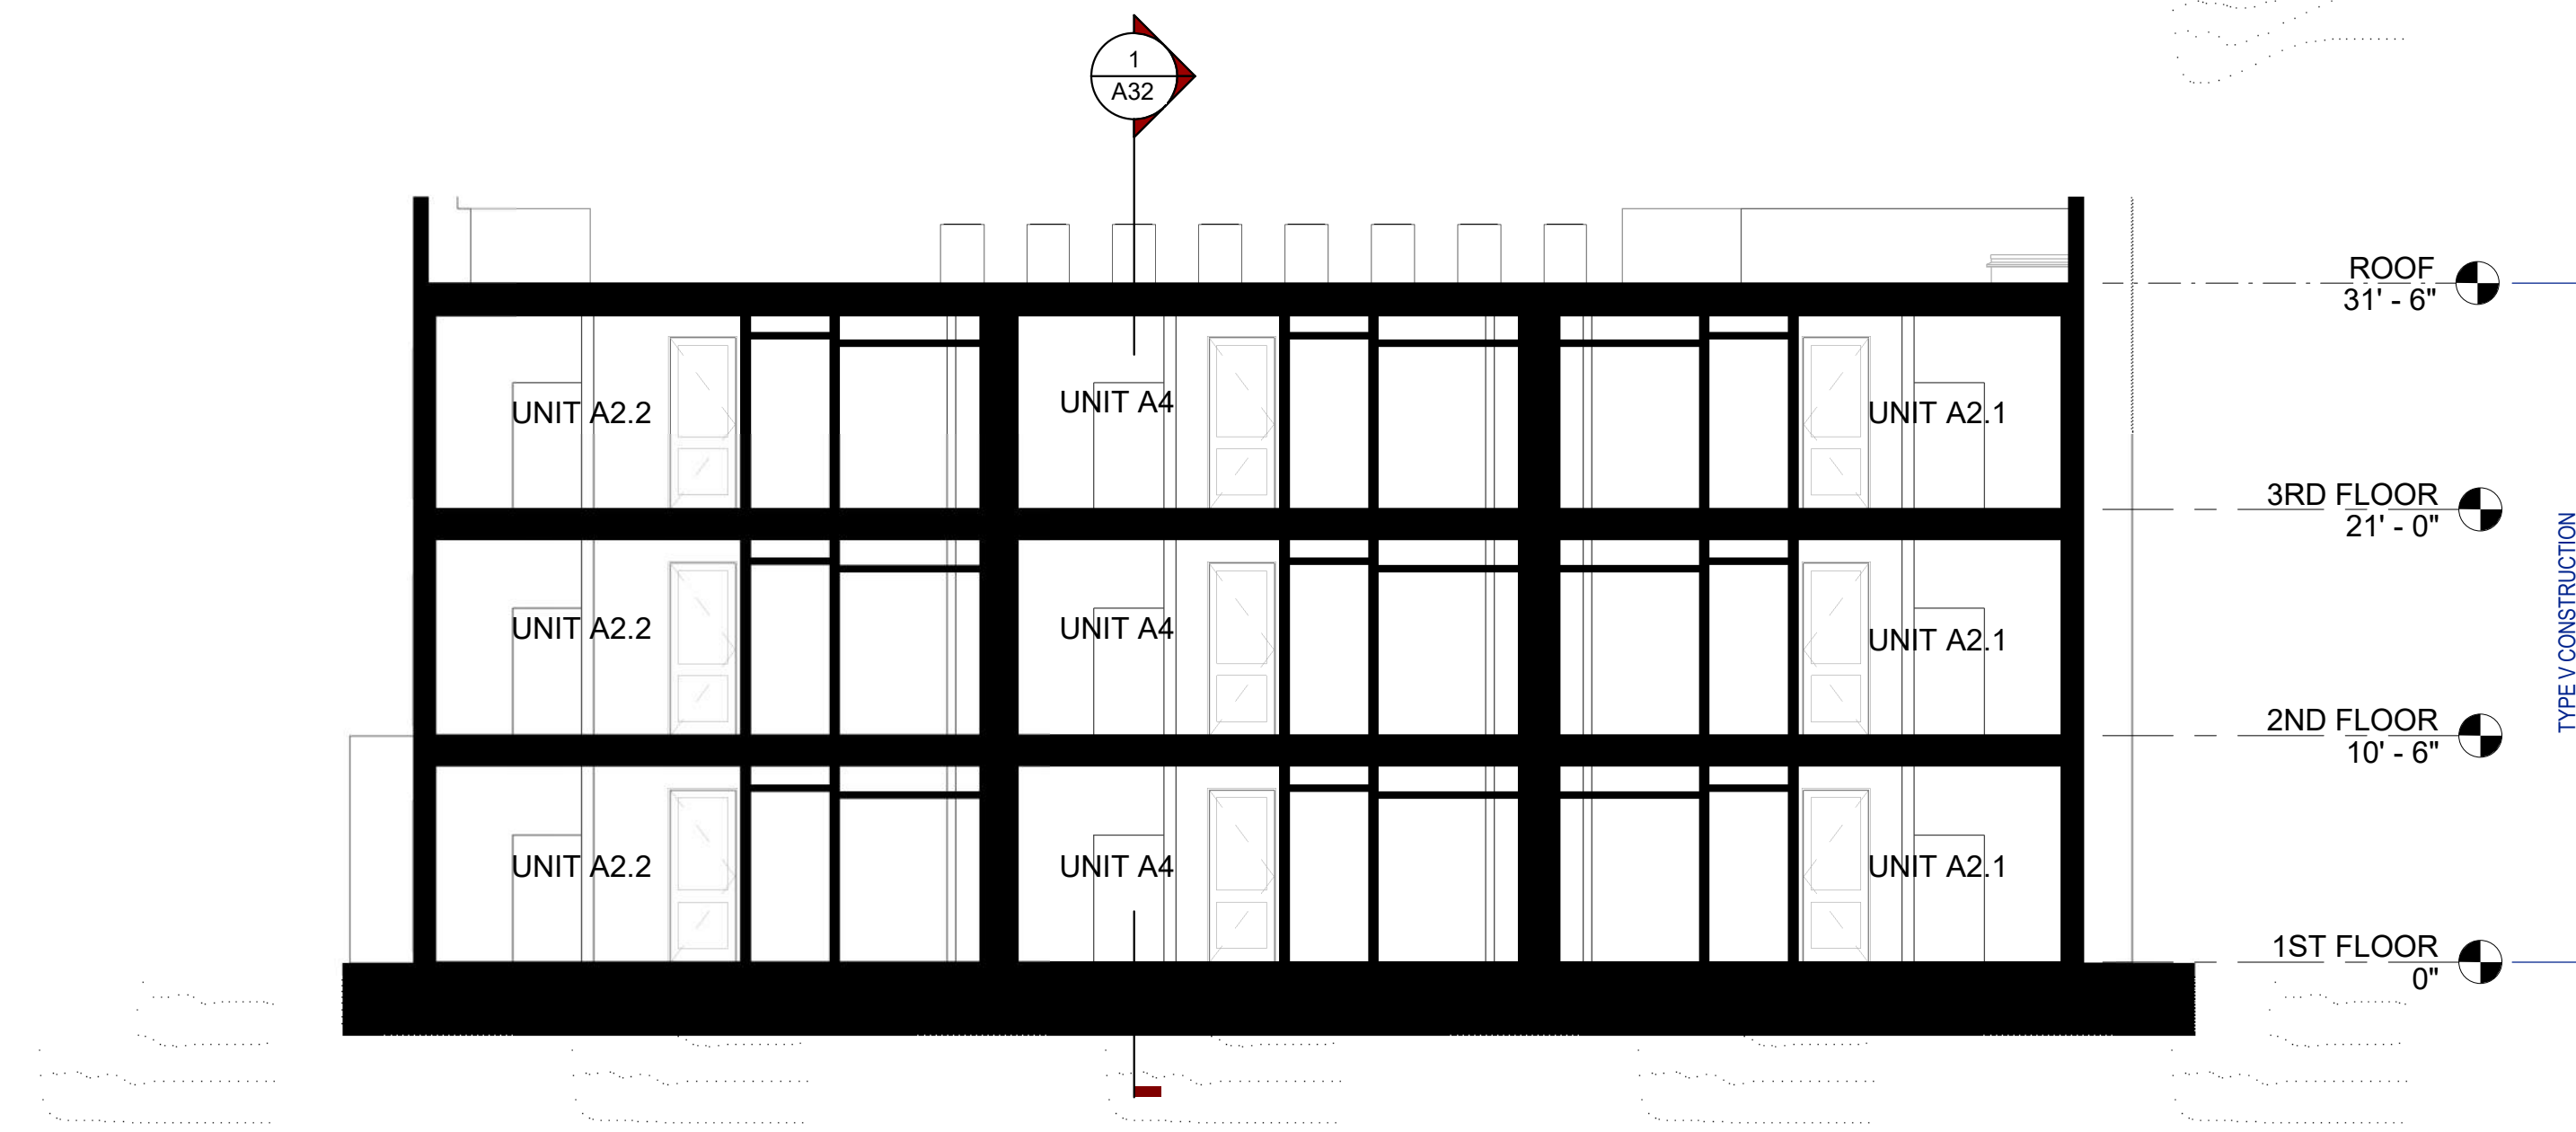 1
A32
ROOF
31' - 6"
UNIT A2.2
UNIT A4
UNIT A2.1
3RD FLOOR
21' - 0"
TYPE V CONSTRUCTION
UNIT A2.2
UNIT A4
UNIT A2.1
2ND FLOOR
10' - 6"
UNIT A2.2
UNIT A4
UNIT A2.1
1ST FLOOR
0"